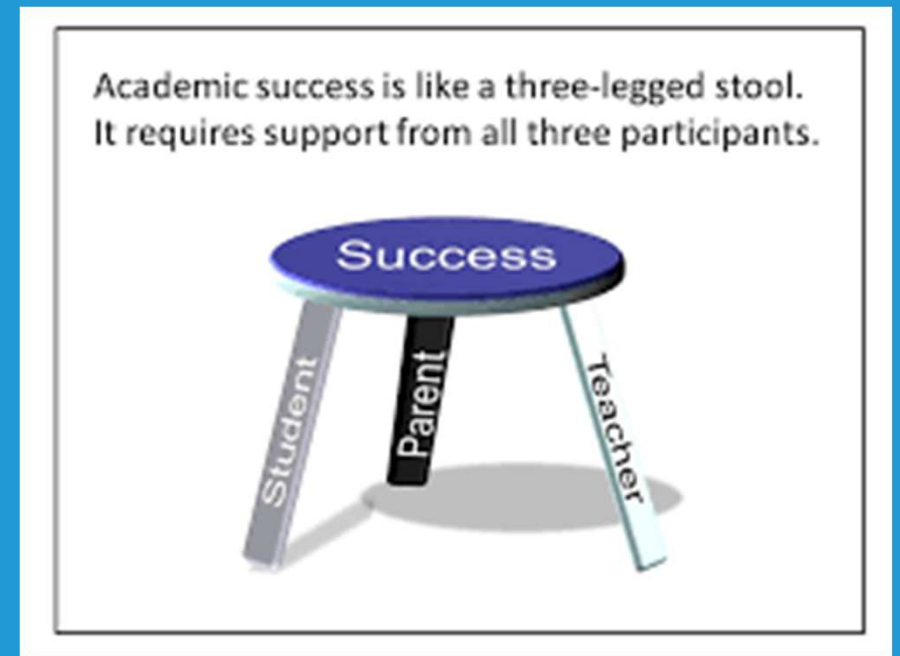 Academic success is like a three-legged stool.
It requires support from all three participants.
Success
Student
Parent
Teacher